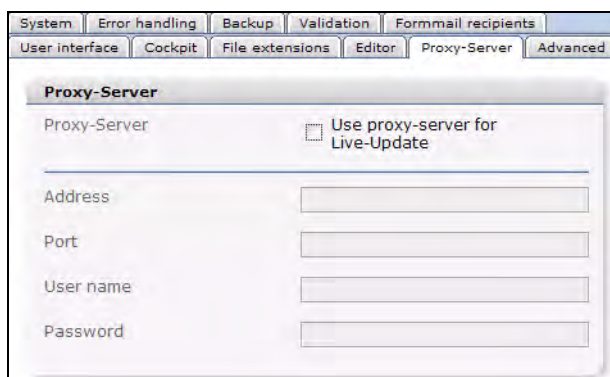 System Error handling Backup Validation Formmail recipients
User interface Cockpit File extensions Editor Proxy-Server Advanced
Proxy-Server
Proxy-Server Use proxy-server for
Live-Update
Address
Port
User name
Password